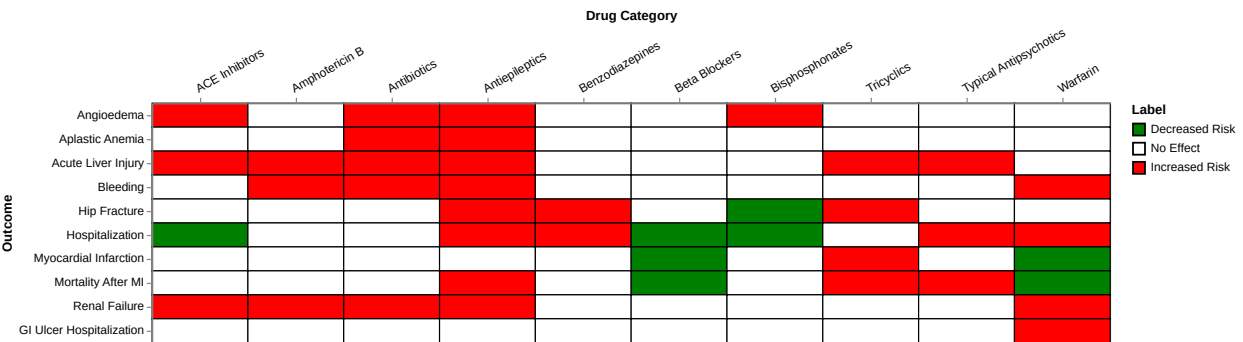 Drug Category
ACE Inhibitors
Amphotericin B
Antibiotics
Antiepileptics
Benzodiazepines
Beta Blockers
Bisphosphonates
Tricyclics
Typical Antipsychotics
Warfarin
Outcome
Angioedema
Aplastic Anemia
Acute Liver Injury
Bleeding
Hip Fracture
Hospitalization
Myocardial Infarction
Mortality After MI
Renal Failure
GI Ulcer Hospitalization
Label
Decreased Risk
No Effect
Increased Risk